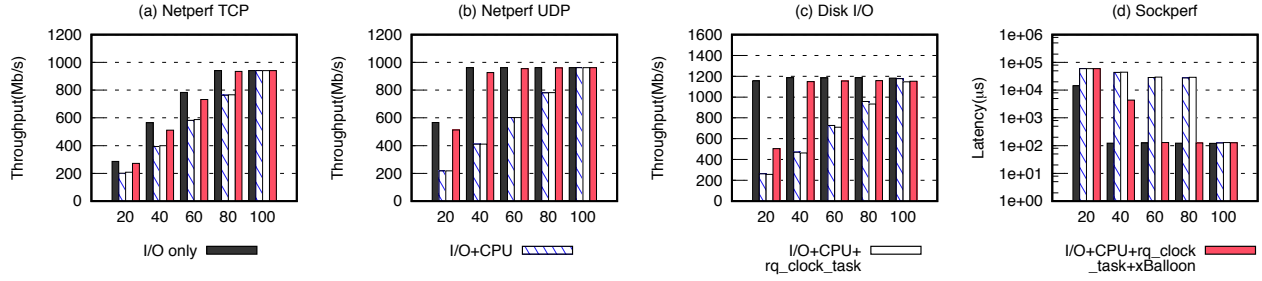 (a) Netperf TCP
Throughput(Mb/s)
1200
1000
800
600
400
200
0
20 40 60 80 100
(b) Netperf UDP
Throughput(Mb/s)
1200
1000
800
600
400
200
0
20 40 60 80 100
(c) Disk I/O
Throughput(Mb/s)
1600
1400
1200
1000
800
600
400
200
0
20 40 60 80 100
(d) Sockperf
Latency(μs)
1e+06
1e+05
1e+04
1e+03
1e+02
1e+01
1e+00
20 40 60 80 100
I/O only
I/O+CPU
I/O+CPU+
rq_clock_task
I/O+CPU+rq_clock
_task+xBalloon